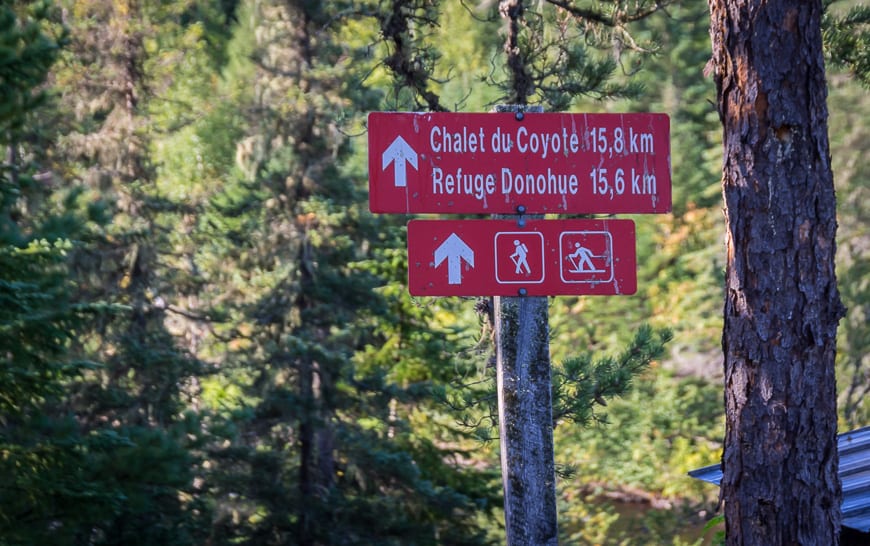 Chalet du Coyote 15,8 km
Refuge Donohue 15,6 km